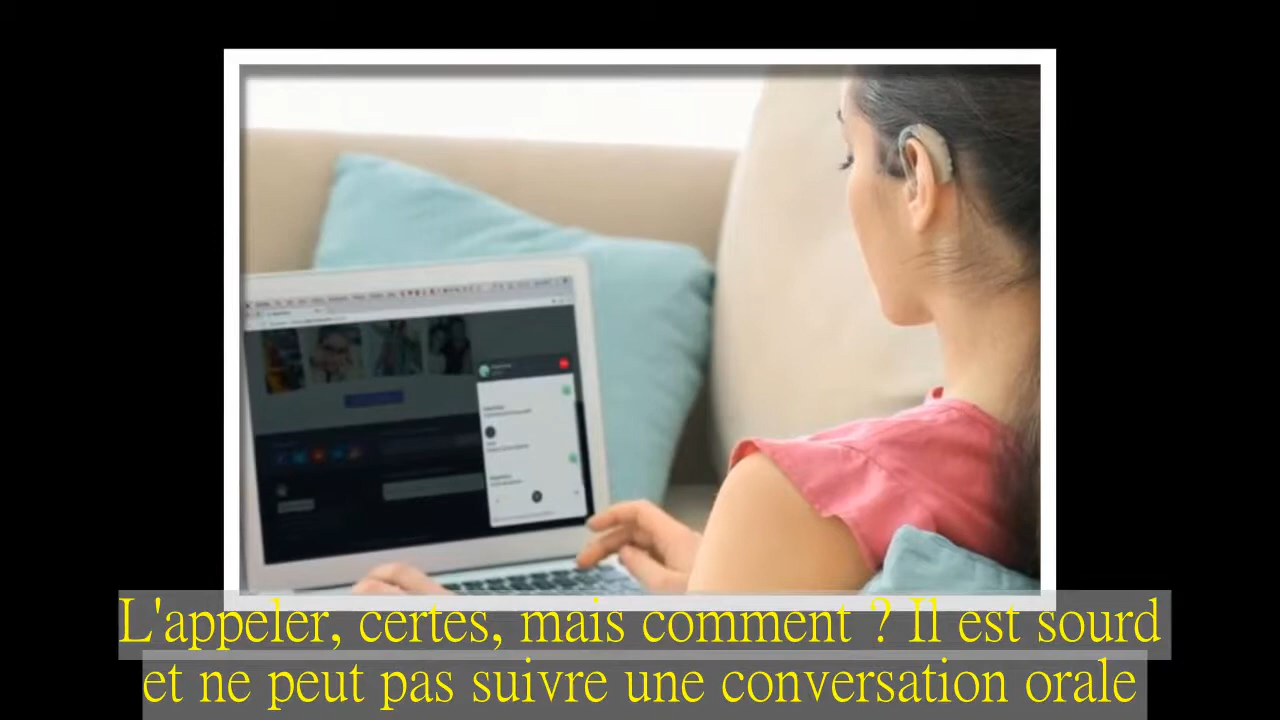 L'appeler, certes, mais comment ? Il est sourd
et ne peut pas suivre une conversation orale